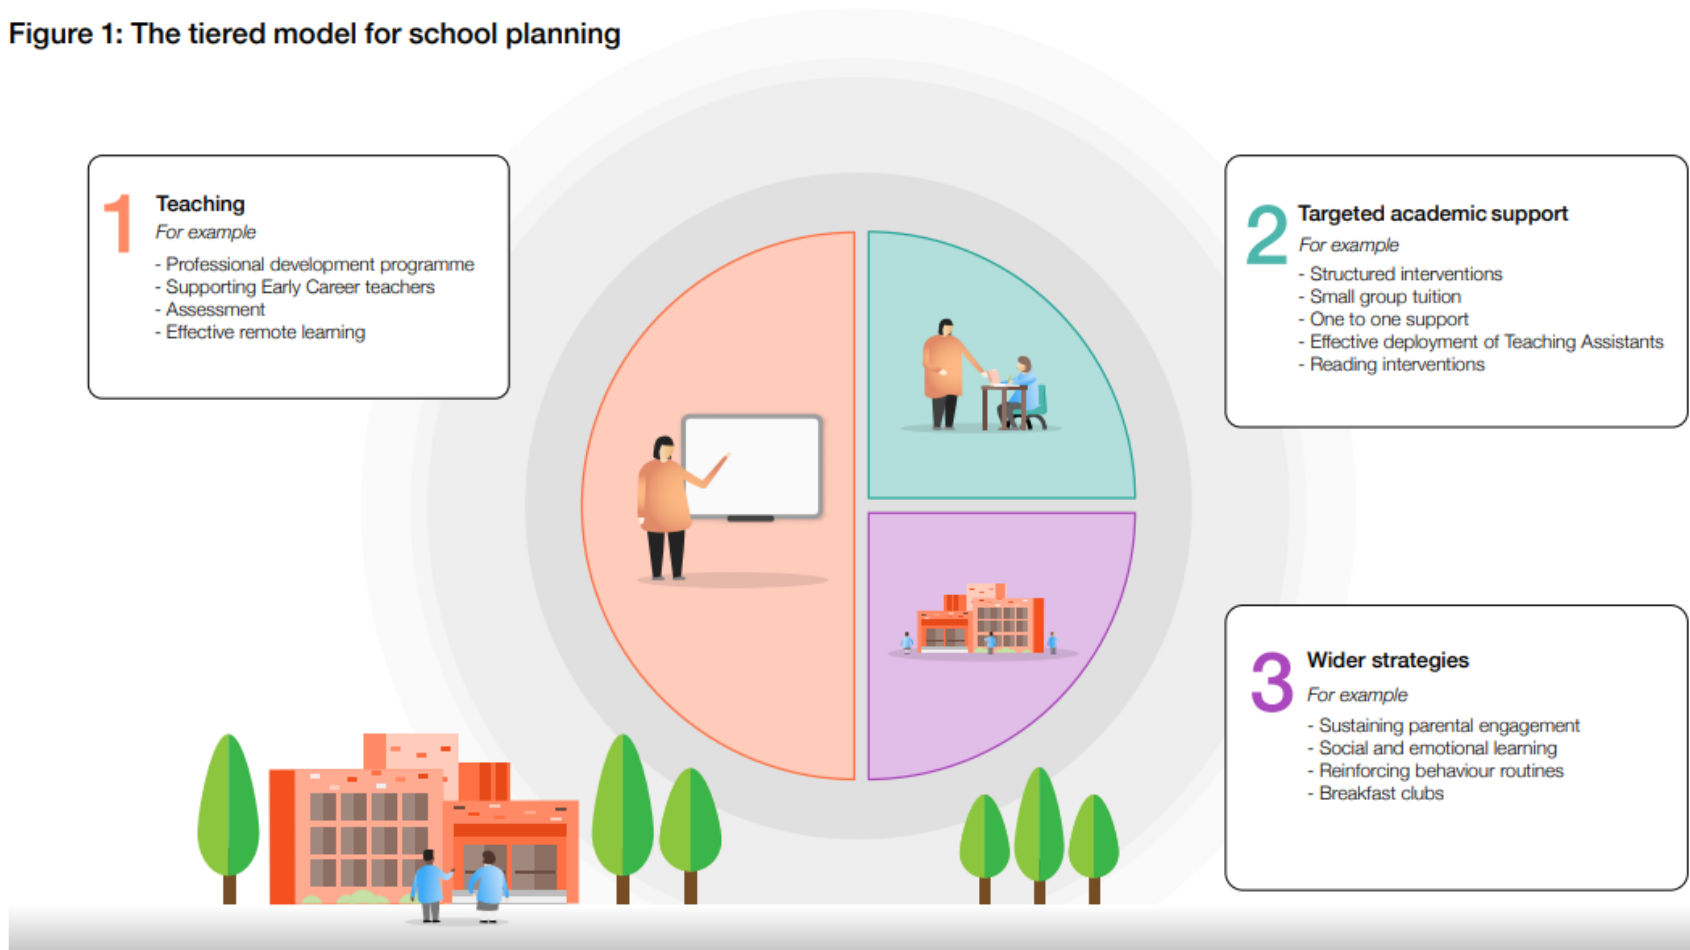 Figure 1: The tiered model for school planning
1
Teaching
For example
- Professional development programme
- Supporting Early Career teachers
- Assessment
- Effective remote learning
2
Targeted academic support
For example
- Structured interventions
- Small group tuition
- One to one support
- Effective deployment of Teaching Assistants
- Reading interventions
3
Wider strategies
For example
- Sustaining parental engagement
- Social and emotional learning
- Reinforcing behaviour routines
- Breakfast clubs